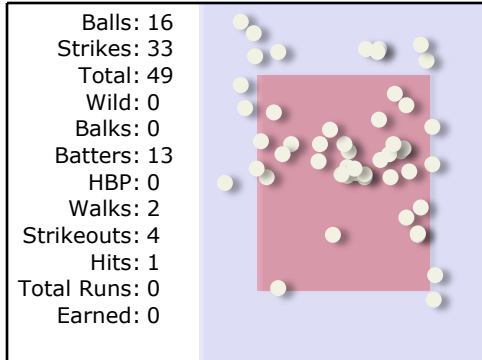 Balls: 16
Strikes: 33
Total: 49
Wild: 0
Balks: 0
Batters: 13
HBP: 0
Walks: 2
Strikeouts: 4
Hits: 1
Total Runs: 0
Earned: 0